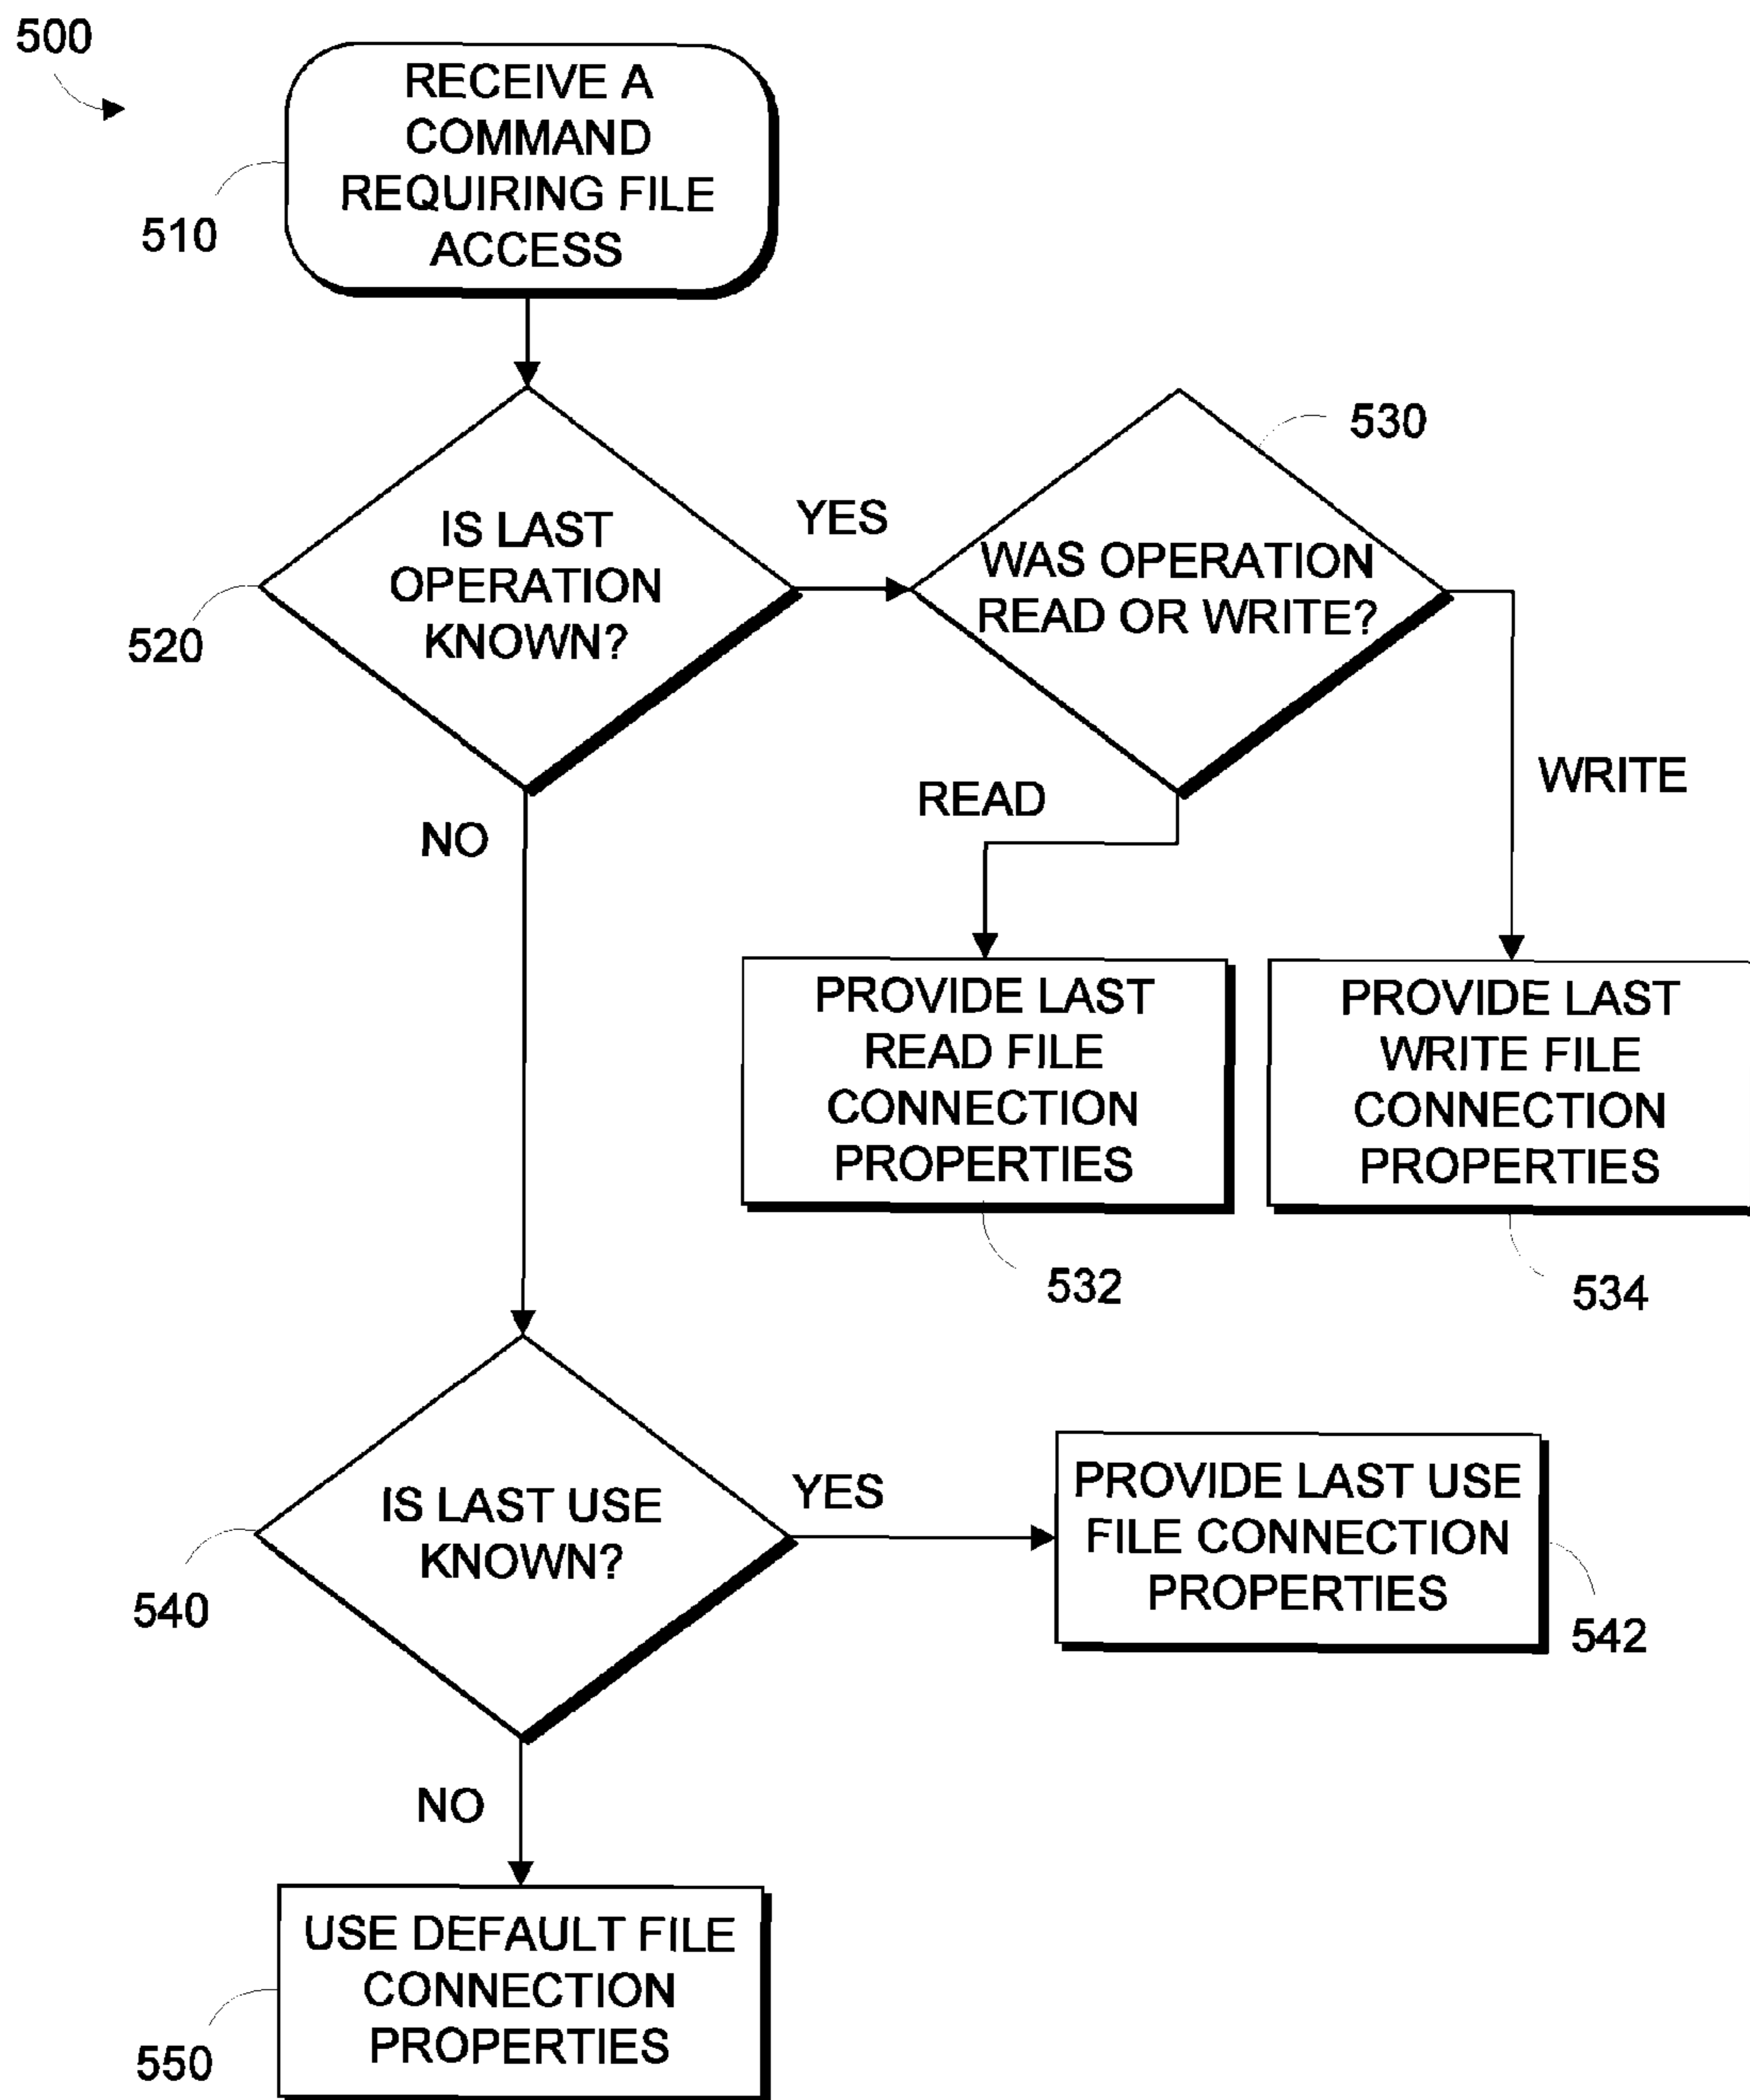 500
RECEIVE A
COMMAND
REQUIRING FILE
ACCESS
510
IS LAST
OPERATION
KNOWN?
520
YES
530
WAS OPERATION
READ OR WRITE?
READ
WRITE
NO
PROVIDE LAST
READ FILE
CONNECTION
PROPERTIES
532
PROVIDE LAST
WRITE FILE
CONNECTION
PROPERTIES
534
IS LAST USE
KNOWN?
540
YES
PROVIDE LAST USE
FILE CONNECTION
PROPERTIES
542
NO
USE DEFAULT FILE
CONNECTION
PROPERTIES
550